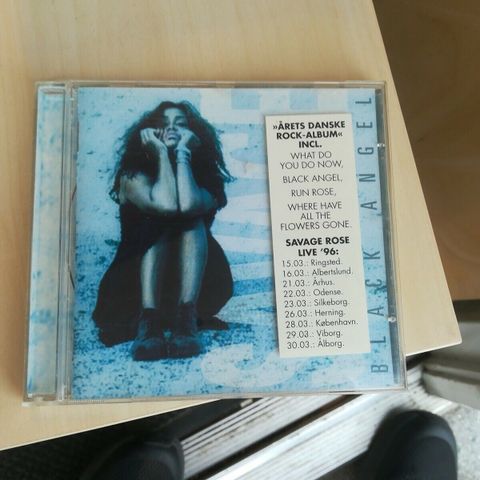 »ÅRETS DANSKE
ROCK-ALBUM«
INCL.
WHAT DO
YOU DO NOW,
BLACK ANGEL,
RUN ROSE,
WHERE HAVE
ALL THE
FLOWERS GONE.
SAVAGE ROSE
LIVE '96:
15.03.: Ringsted.
16.03.: Albertslund.
21.03.: Århus.
22.03.: Odense.
23.03.: Silkeborg.
26.03.: Herning.
28.03.: København.
29.03.: Viborg.
30.03.: Ålborg.
BLACK ANGEL